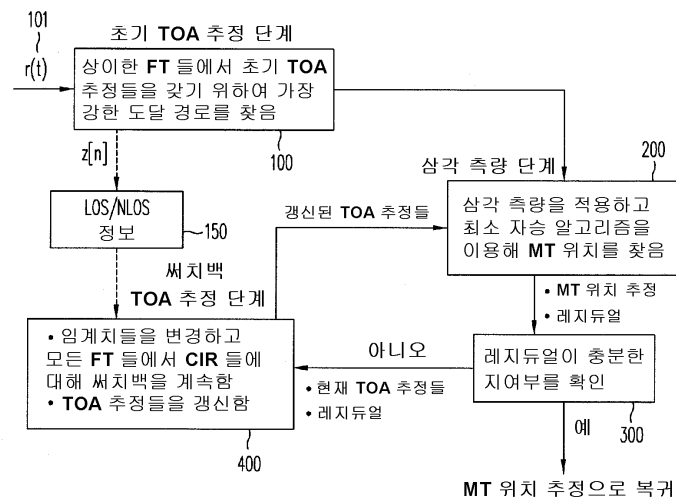 101
r(t)
초기 TOA 추정 단계
상이한 FT 들에서 초기 TOA
추정들을 갖기 위하여 가장
강한 도달 경로를 찾음
100
z[n]
LOS/NLOS
정보
150
삼각 측량 단계
200
삼각 측량을 적용하고
최소 자승 알고리즘을
이용해 MT 위치를 찾음
갱신된 TOA 추정들
• MT 위치 추정
• 레지듀얼
써치백
TOA 추정 단계
• 임계치들을 변경하고
모든 FT 들에서 CIR 들에
대해 써치백을 계속함
• TOA 추정들을 갱신함
400
아니오
• 현재 TOA 추정들
• 레지듀얼
레지듀얼이 충분한
지여부를 확인
300
예
MT 위치 추정으로 복귀